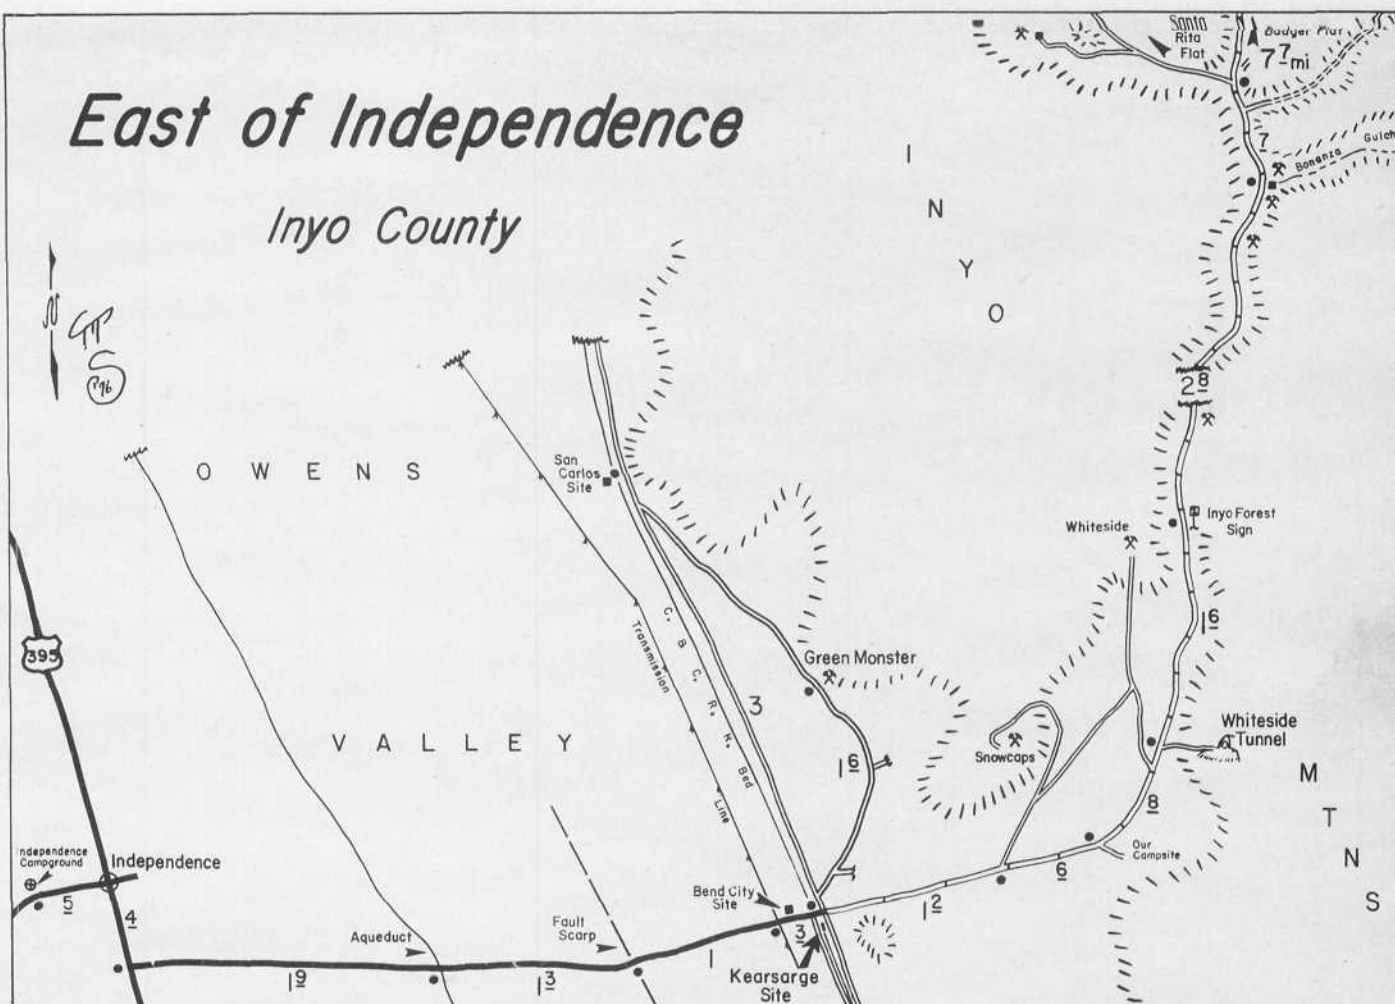 East of Independence
Inyo County
N
Santa
Rita
Flat
Badger Flat
7 7 mi
7
Bonanza Gulch
I N Y O
2 8
OWENS
San
Carlos
Site
Whiteside
Inyo Forest
Sign
1 6
395
Transmission
Line
C. B C. R. R. Bed
3
Green Monster
1 6
VALLEY
Snowcaps
Whiteside
Tunnel
MTNS
8
Our
Campsite
6
Independence
Campground
Independence
5
4
Bend City
Site
1 2
Fault
Scarp
Aqueduct
1 9
1 3
1
3
Kearsarge
Site